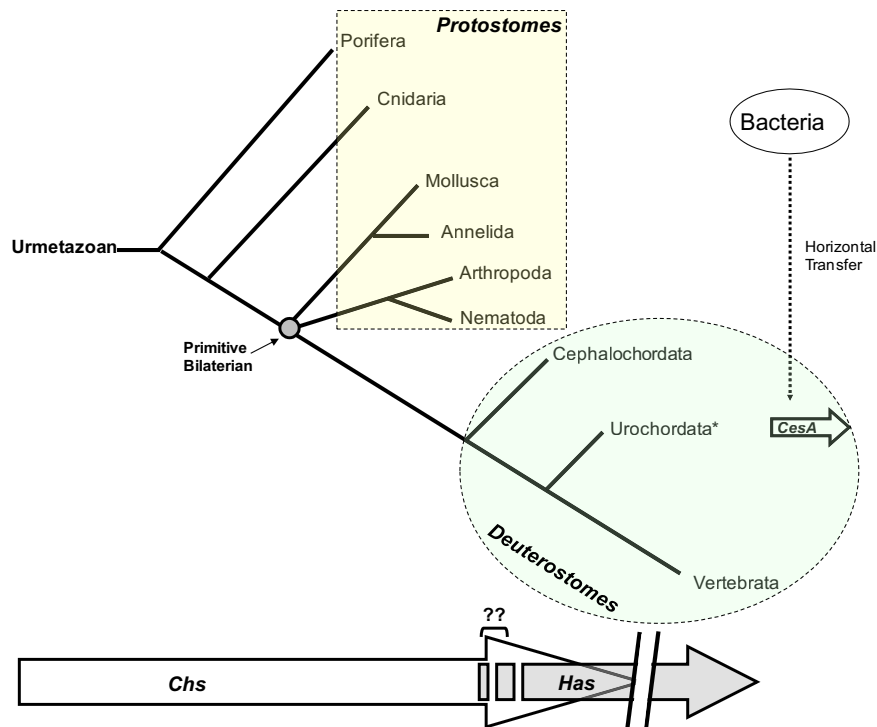 Protostomes
Porifera
Cnidaria
Bacteria
Mollusca
Annelida
Urmetazoan
Horizontal
Transfer
Arthropoda
Nematoda
Primitive
Bilaterian
Cephalochordata
Urochordata*
CesA
Deuterostomes
Vertebrata
??
Chs
Has